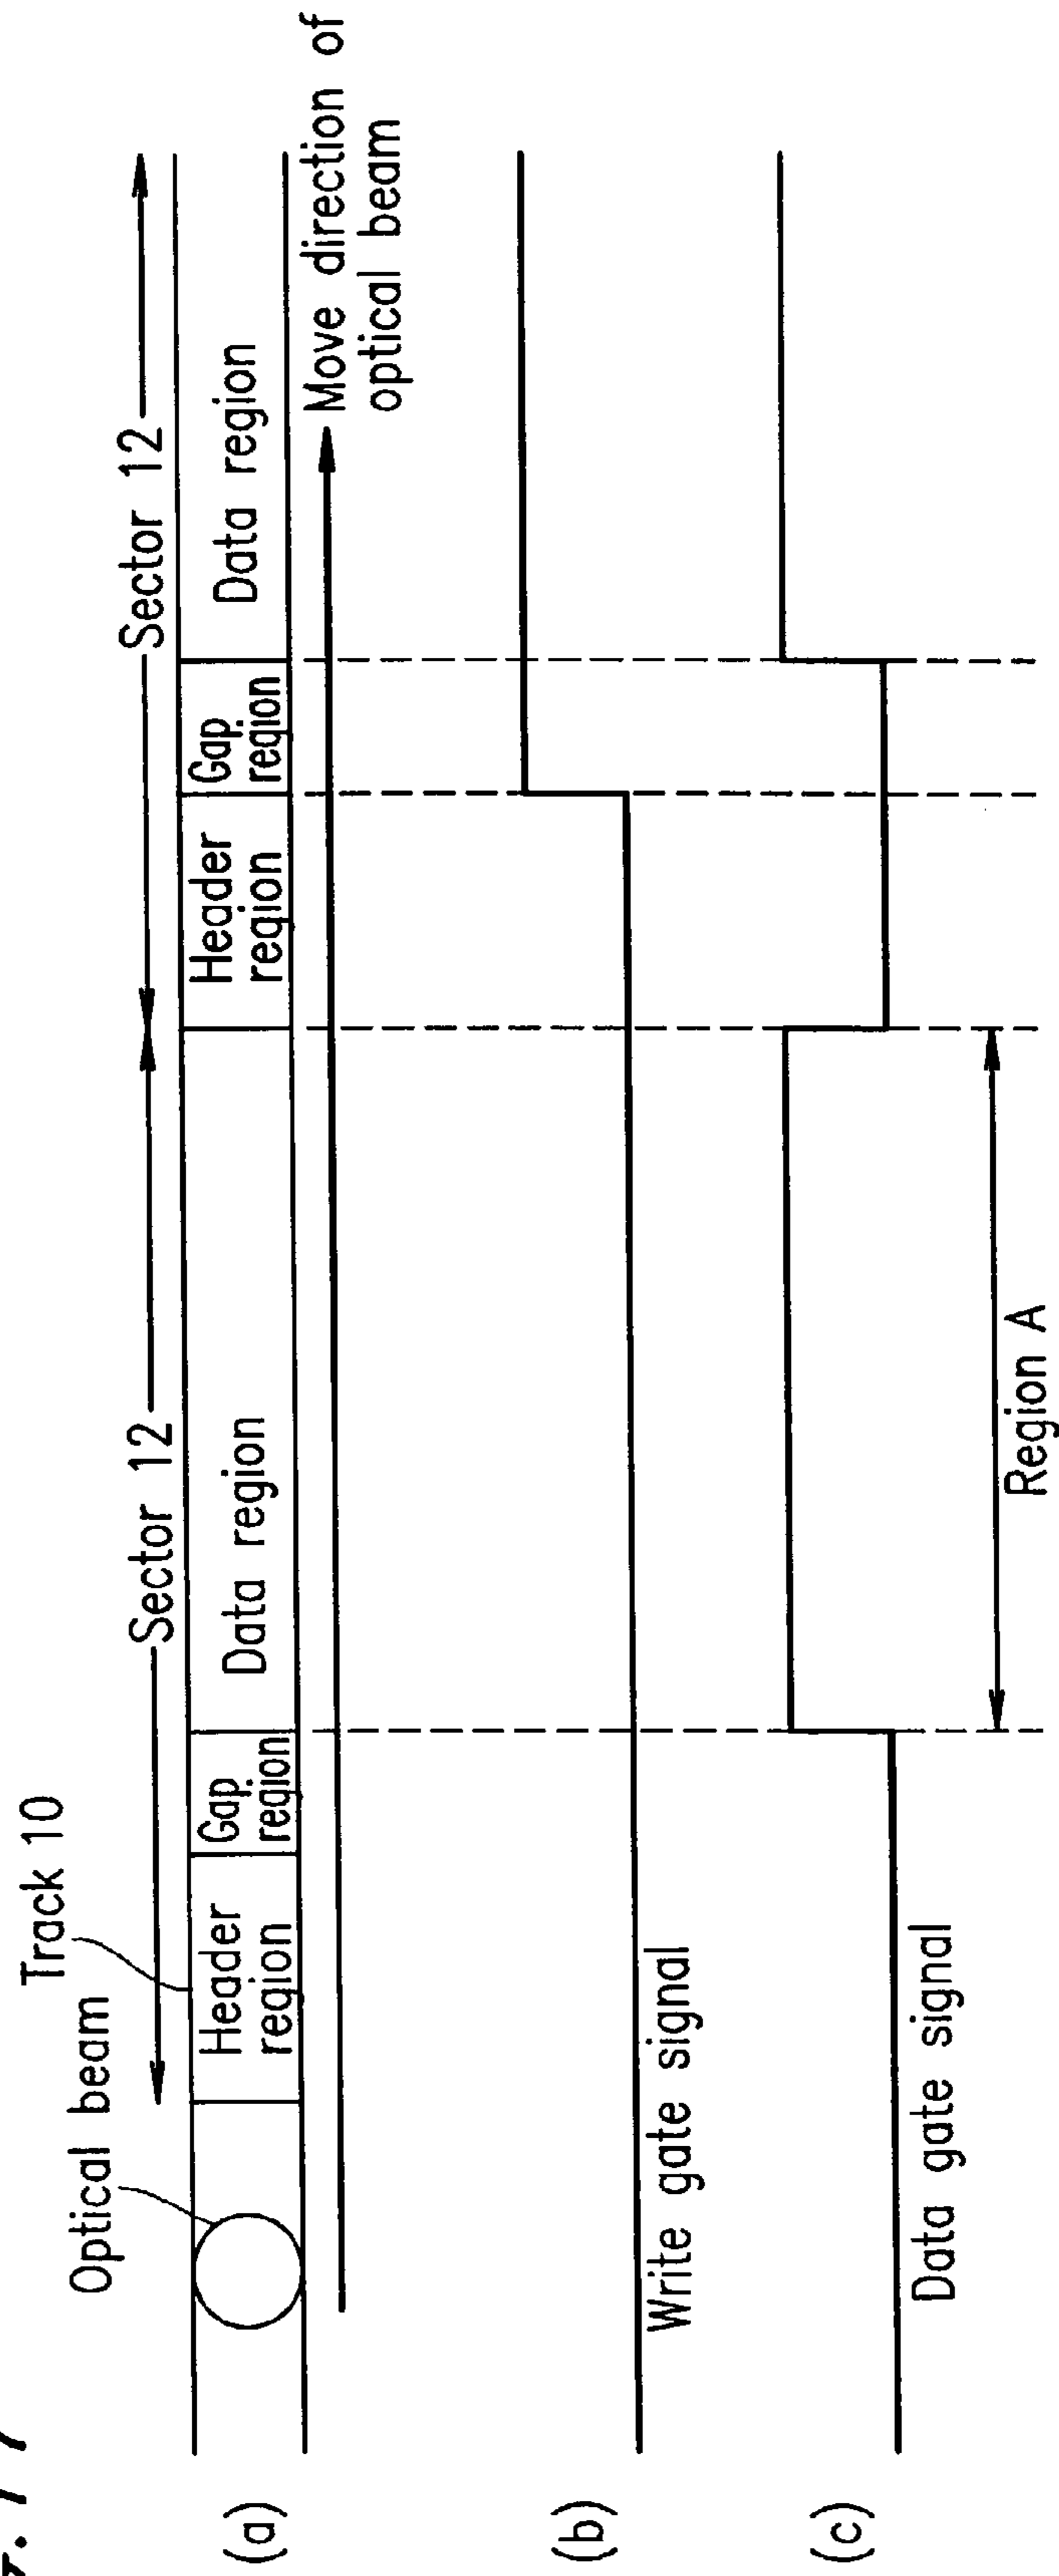 Track 10
Optical beam
Sector 12
Sector 12
(a)
Header
region
Gap
region
Data region
Header
region
Gap
region
Data region
Move direction of
optical beam
(b)
Write gate signal
(c)
Data gate signal
Region A